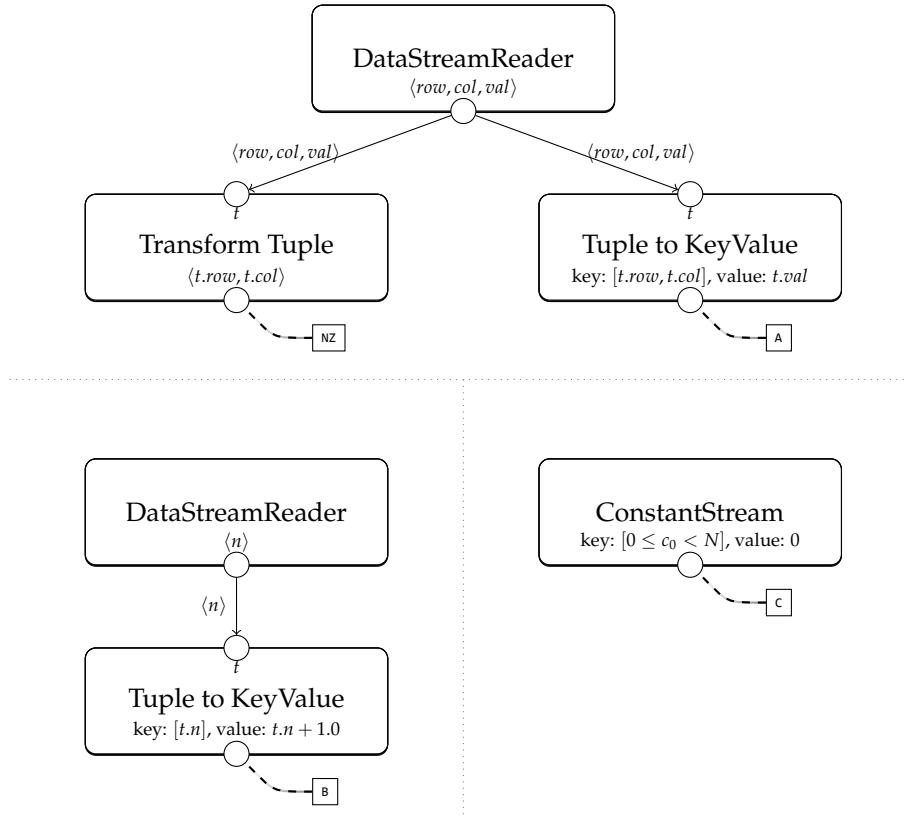 DataStreamReader
⟨row, col, val⟩
⟨row, col, val⟩
⟨row, col, val⟩
t
t
Transform Tuple
⟨t.row, t.col⟩
Tuple to KeyValue
key: [t.row, t.col], value: t.val
NZ
A
DataStreamReader
⟨n⟩
⟨n⟩
t
Tuple to KeyValue
key: [t.n], value: t.n + 1.0
B
ConstantStream
key: [0 ≤ c₀ < N], value: 0
C